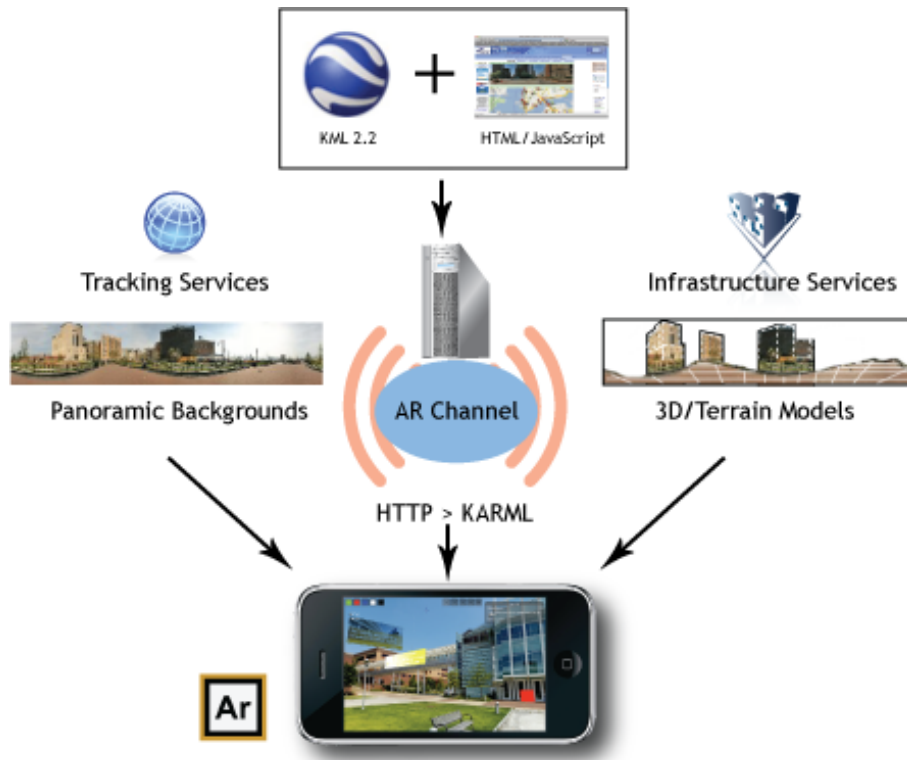 KML 2.2
HTML/JavaScript
Tracking Services
Infrastructure Services
Panoramic Backgrounds
AR Channel
3D/Terrain Models
HTTP > KARML
Ar